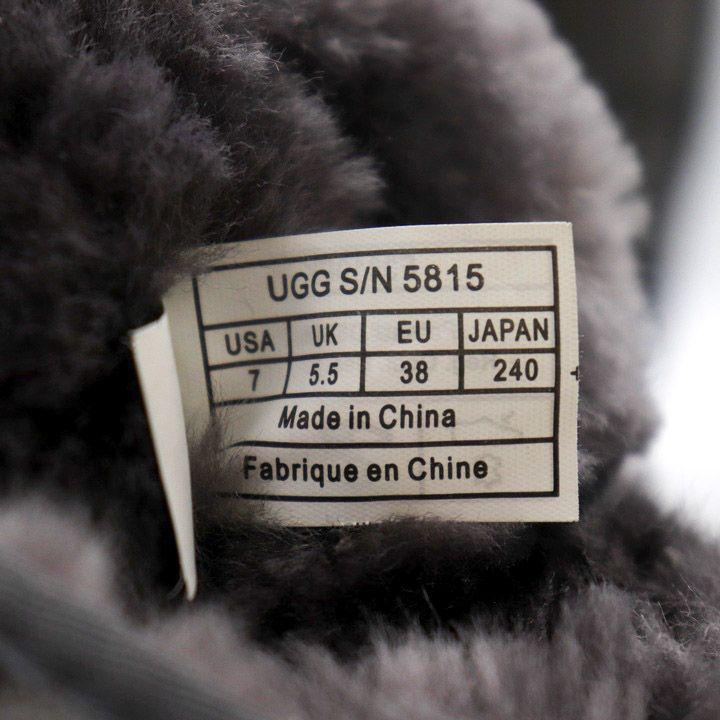 UGG S/N 5815
USA UK EU JAPAN
7 5.5 38 240
Made in China
Fabrique en Chine